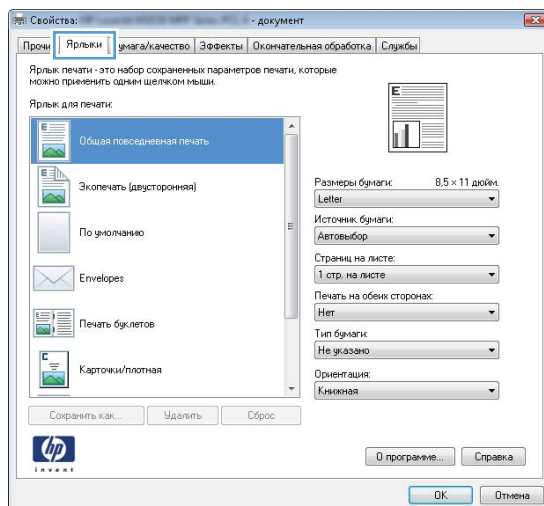 Свойства: - документ
Ярлыки
Бумага/качество
Эффекты
Окончательная обработка
Службы
Ярлык печати - это набор сохраненных параметров печати, которые
можно применить одним щелчком мыши.
Ярлык для печати:
Общая повседневная печать
Экопечать (двусторонняя)
По умолчанию
Envelopes
Печать буклетов
Карточки/плотная
Размеры бумаги: 8,5 × 11 дюйм.
Letter
Источник бумаги:
Автовыбор
Страниц на листе:
1 стр. на листе
Печать на обеих сторонах:
Нет
Тип бумаги:
Не указано
Ориентация:
Книжная
Сохранить как...
Удалить
Сброс
hp
invent
О программе...
Справка
OK
Отмена